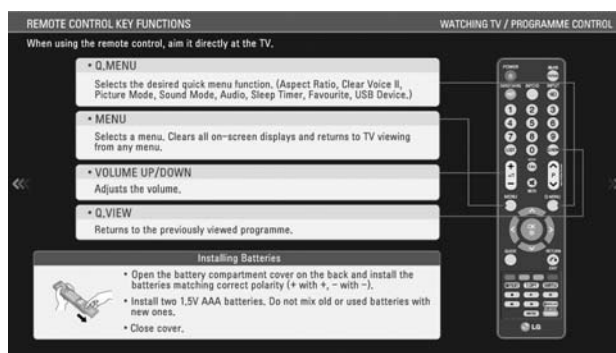 REMOTE CONTROL KEY FUNCTIONS
WATCHING TV / PROGRAMME CONTROL
When using the remote control, aim it directly at the TV.
• Q.MENU
Selects the desired quick menu function. (Aspect Ratio, Clear Voice II,
Picture Mode, Sound Mode, Audio, Sleep Timer, Favourite, USB Device.)
• MENU
Selects a menu. Clears all on-screen displays and returns to TV viewing
from any menu.
• VOLUME UP/DOWN
Adjusts the volume.
• Q.VIEW
Returns to the previously viewed programme.
Installing Batteries
• Open the battery compartment cover on the back and install the
batteries matching correct polarity (+ with +, - with -).
• Install two 1,5V AAA batteries. Do not mix old or used batteries with
new ones.
• Close cover.
POWER
INPUT
1 2 3
4 5 6
7 8 9
0
+
P
-
MENU
Q.MENU
OK
GUIDE
RETURN
EXIT
LG